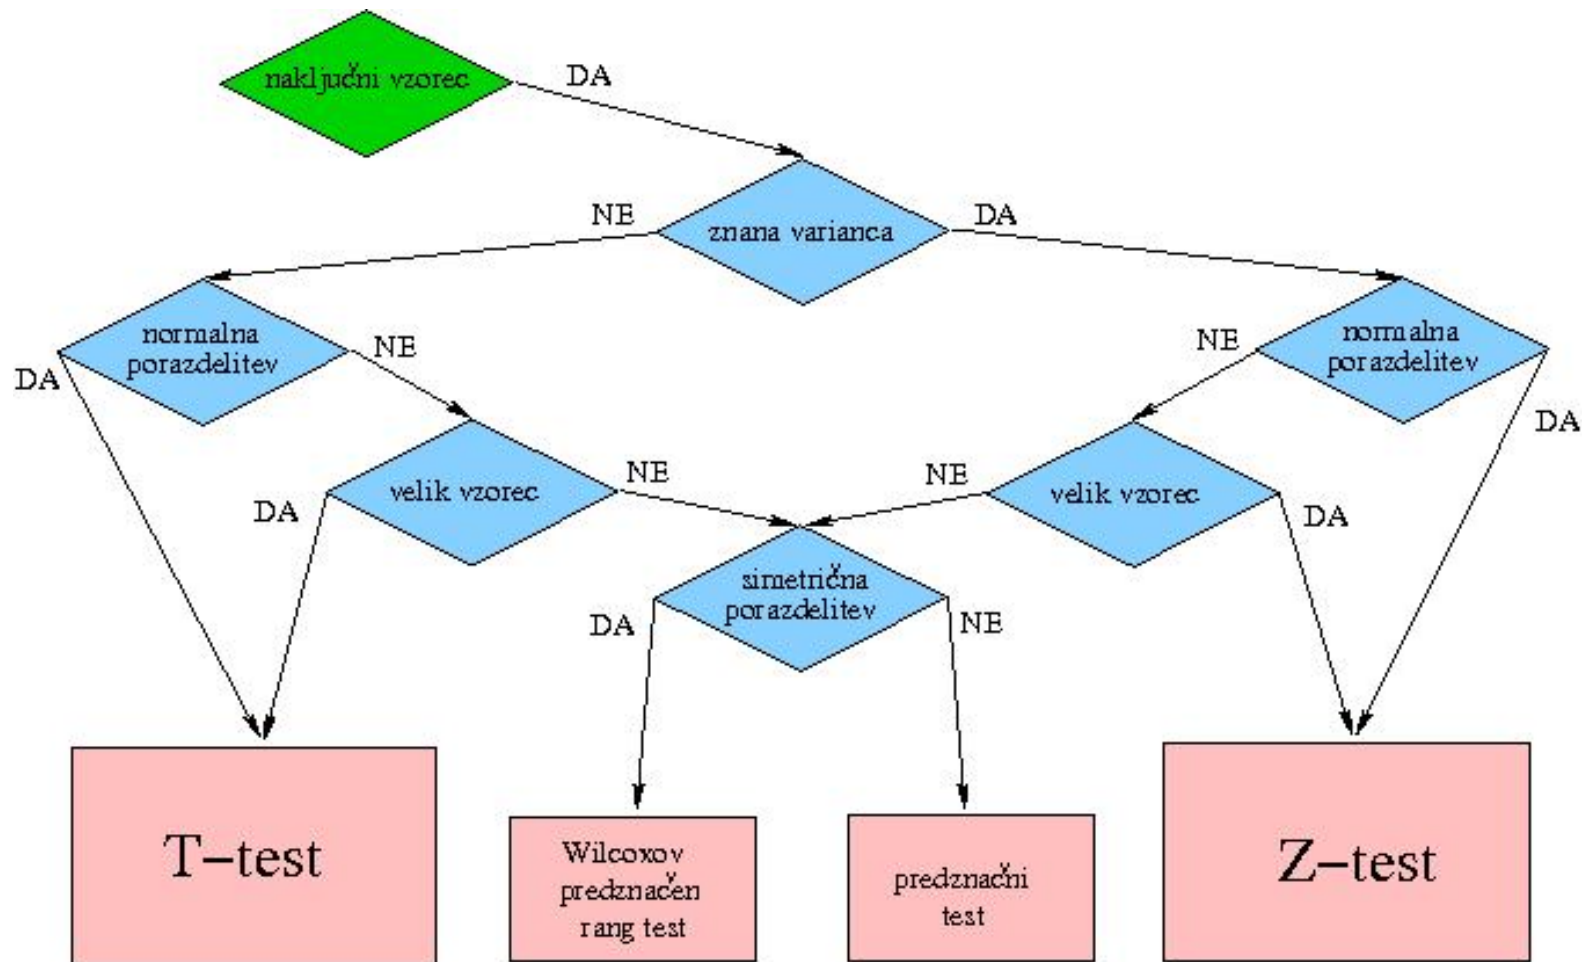 naključni vzorec
DA
NE
znana varianca
DA
normalna
porazdelitev
NE
DA
NE
normalna
porazdelitev
DA
velik vzorec
NE
DA
NE
velik vzorec
DA
simetrična
porazdelitev
DA
NE
T-test
Wilcoxov
predznačen
rang test
predznačni
test
Z-test